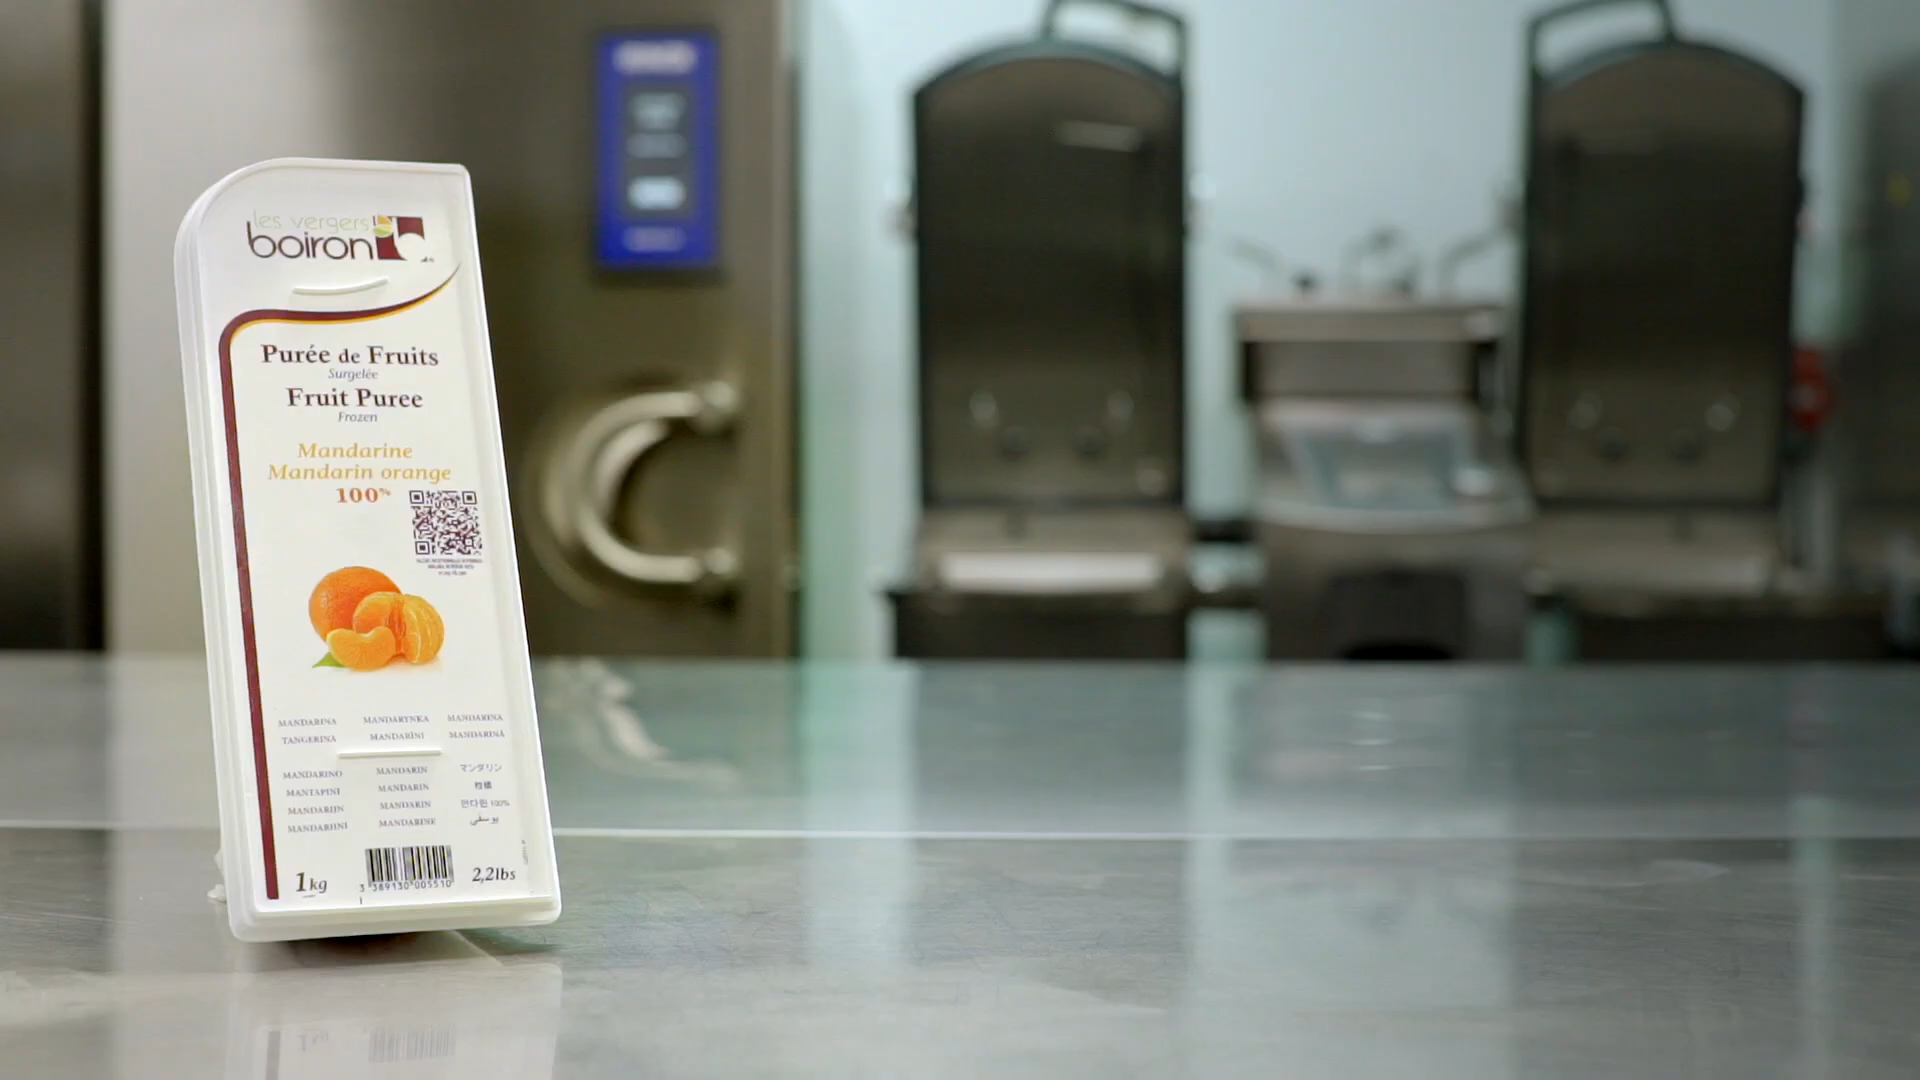 les vergers
boiron
Purée de Fruits
Surgelée
Fruit Puree
Frozen
Mandarine
Mandarin orange
100%
MANDARINA MANDARYNKA MANDARINA
TANGERINA MANDARÏNI MANDARINĂ
MANDARINO MANDARIN マンダリン
MANTAPINI MANDARIN 柑橘
MANDARIJN MANDARIN 만다린 100%
MANDARIINI MANDARINE يوسفي
1kg
3 389130 005510
2,2lbs